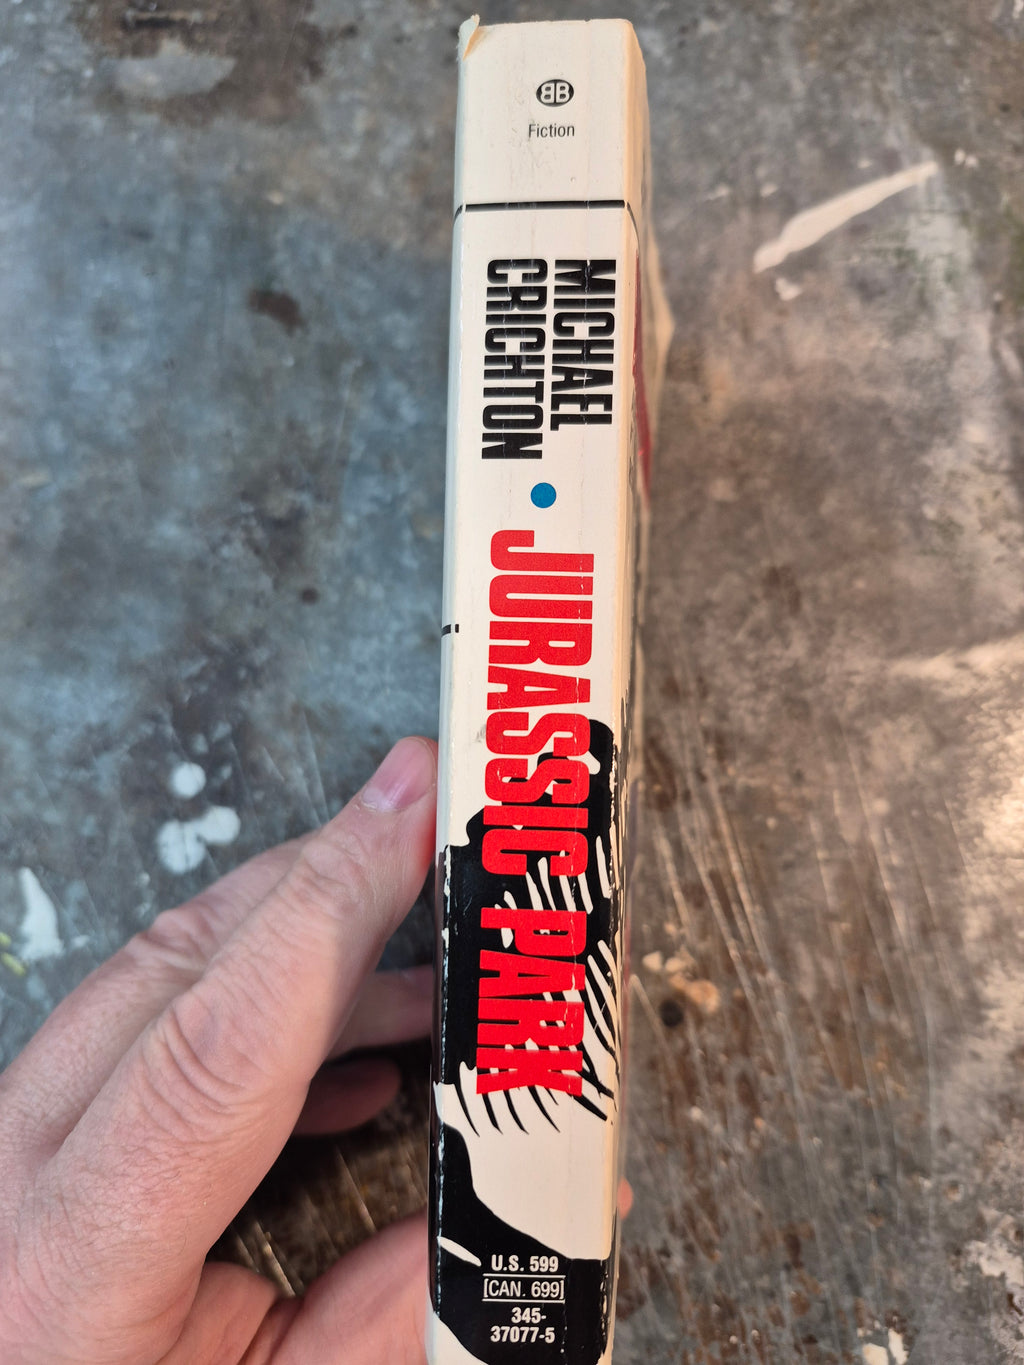 BB
Fiction
MICHAEL
CRICHTON
JURASSIC PARK
U.S. 599
[CAN. 699]
345-
37077-5